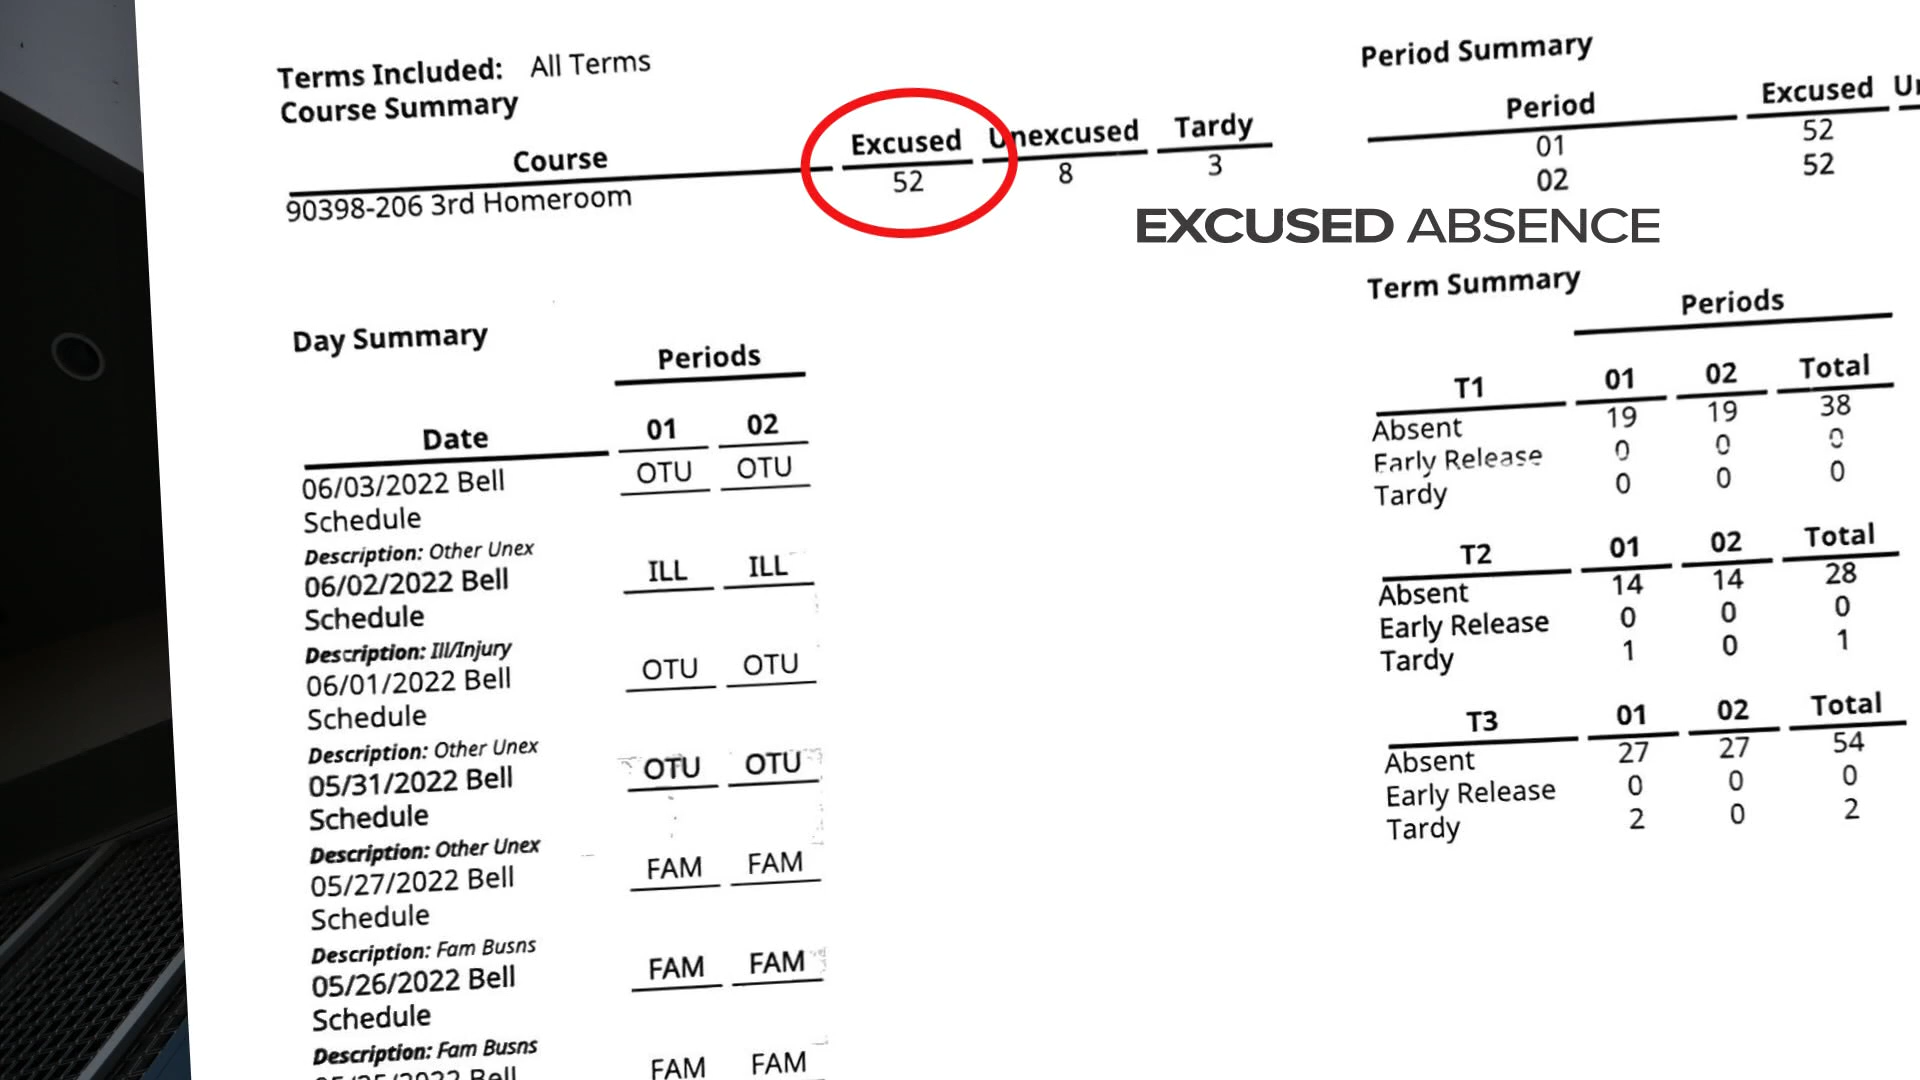 Terms Included: All Terms
Course Summary
Course Excused Unexcused Tardy
90398-206 3rd Homeroom 52 8 3
Day Summary
Periods
Date 01 02
06/03/2022 Bell OTU OTU
Schedule
Description: Other Unex
06/02/2022 Bell ILL ILL
Schedule
Description: Ill/Injury
06/01/2022 Bell OTU OTU
Schedule
Description: Other Unex
05/31/2022 Bell OTU OTU
Schedule
Description: Other Unex
05/27/2022 Bell FAM FAM
Schedule
Description: Fam Busns
05/26/2022 Bell FAM FAM
Schedule
Description: Fam Busns
05/25/2022 Bell FAM FAM
Period Summary
Period Excused
01 52
02 52
EXCUSED ABSENCE
Term Summary
Periods
T1 01 02 Total
Absent 19 19 38
Early Release 0 0 0
Tardy 0 0 0
T2 01 02 Total
Absent 14 14 28
Early Release 0 0 0
Tardy 1 0 1
T3 01 02 Total
Absent 27 27 54
Early Release 0 0 0
Tardy 2 0 2